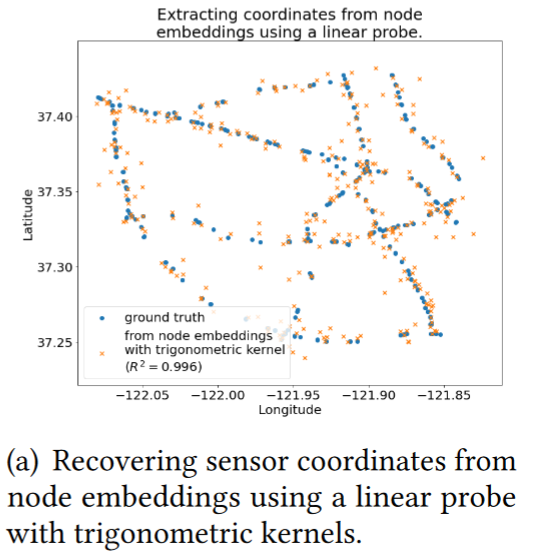 Extracting coordinates from node
embeddings using a linear probe.
37.40
37.35
Latitude
37.30
37.25
ground truth
from node embeddings
with trigonometric kernel
(R² = 0.996)
−122.05 −122.00 −121.95 −121.90 −121.85
Longitude
(a) Recovering sensor coordinates from
node embeddings using a linear probe
with trigonometric kernels.